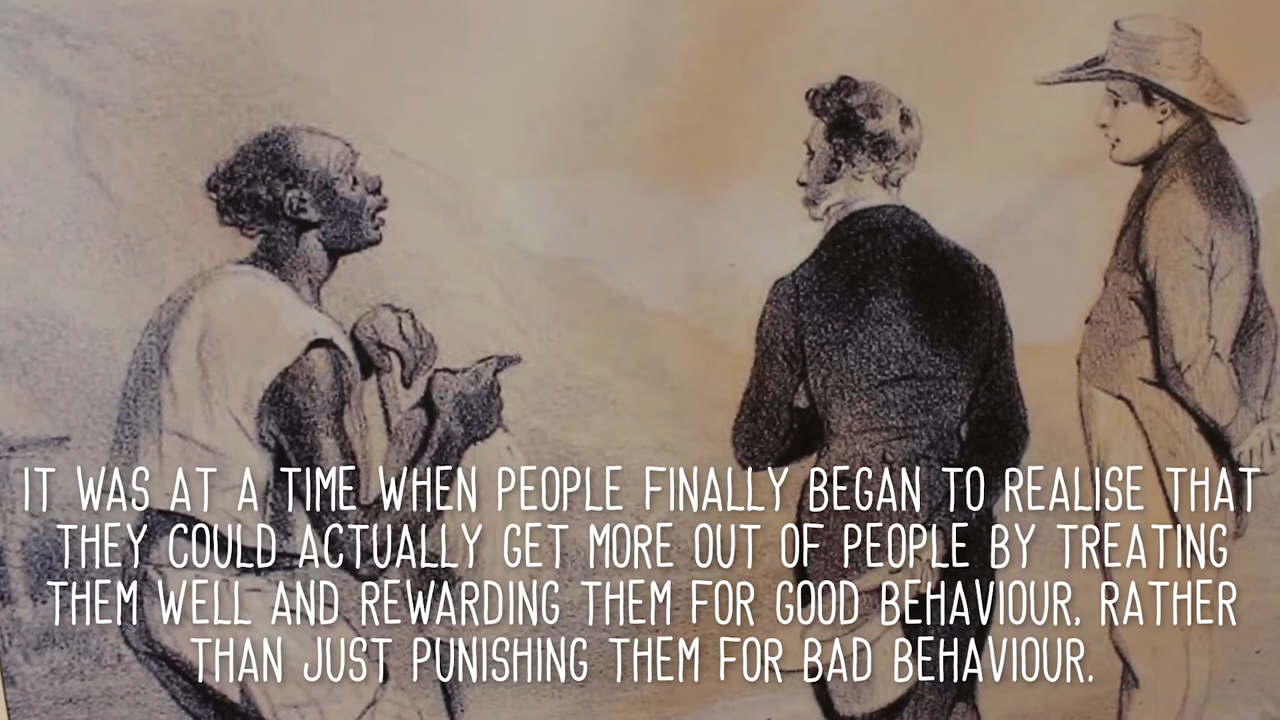 IT WAS AT A TIME WHEN PEOPLE FINALLY BEGAN TO REALISE THAT
THEY COULD ACTUALLY GET MORE OUT OF PEOPLE BY TREATING
THEM WELL AND REWARDING THEM FOR GOOD BEHAVIOUR, RATHER
THAN JUST PUNISHING THEM FOR BAD BEHAVIOUR.